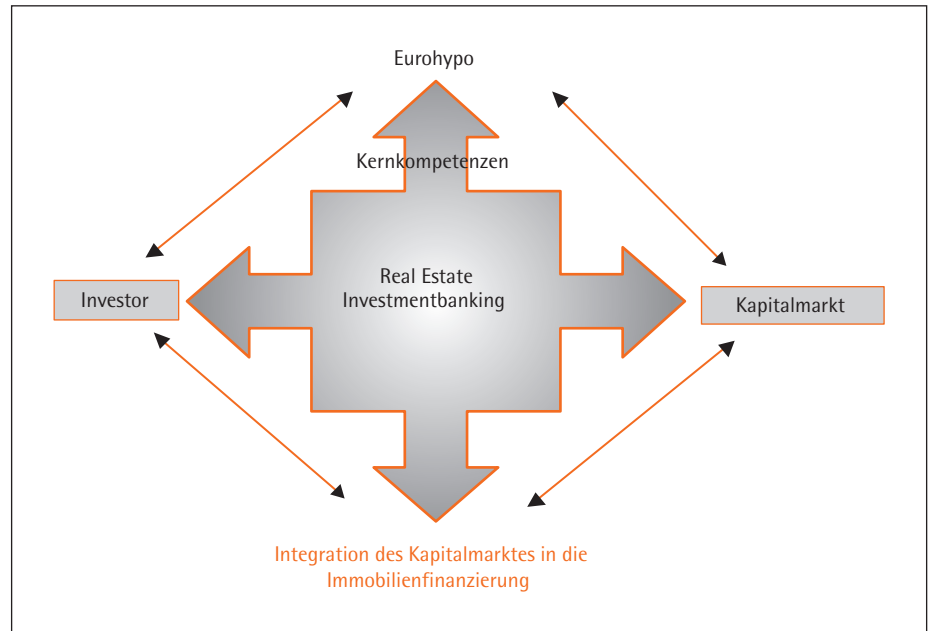 Eurohypo
Kernkompetenzen
Real Estate
Investmentbanking
Investor
Kapitalmarkt
Integration des Kapitalmarktes in die
Immobilienfinanzierung